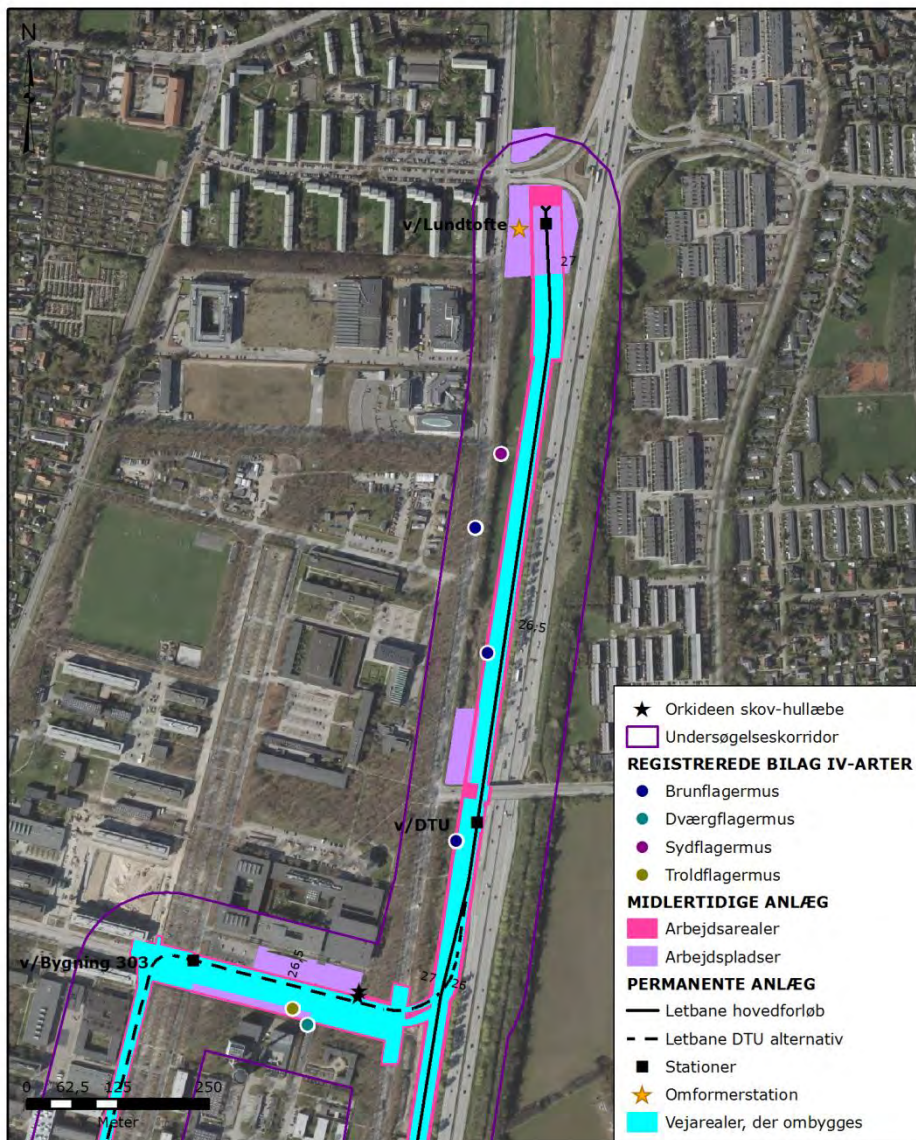 N
v/Lundtofte
27
26,5
v/DTU
v/Bygning 303
26,5
27
26
0 62,5 125 250
Meter
Orkideen skov-hullæbe
Undersøgelseskorridor
REGISTREREDE BILAG IV-ARTER
Brunflagermus
Dværgflagermus
Sydflagermus
Troldflagermus
MIDLERTIDIGE ANLÆG
Arbejdsarealer
Arbejdspladser
PERMANENTE ANLÆG
Letbane hovedforløb
Letbane DTU alternativ
Stationer
Omformerstation
Vejarealer, der ombygges